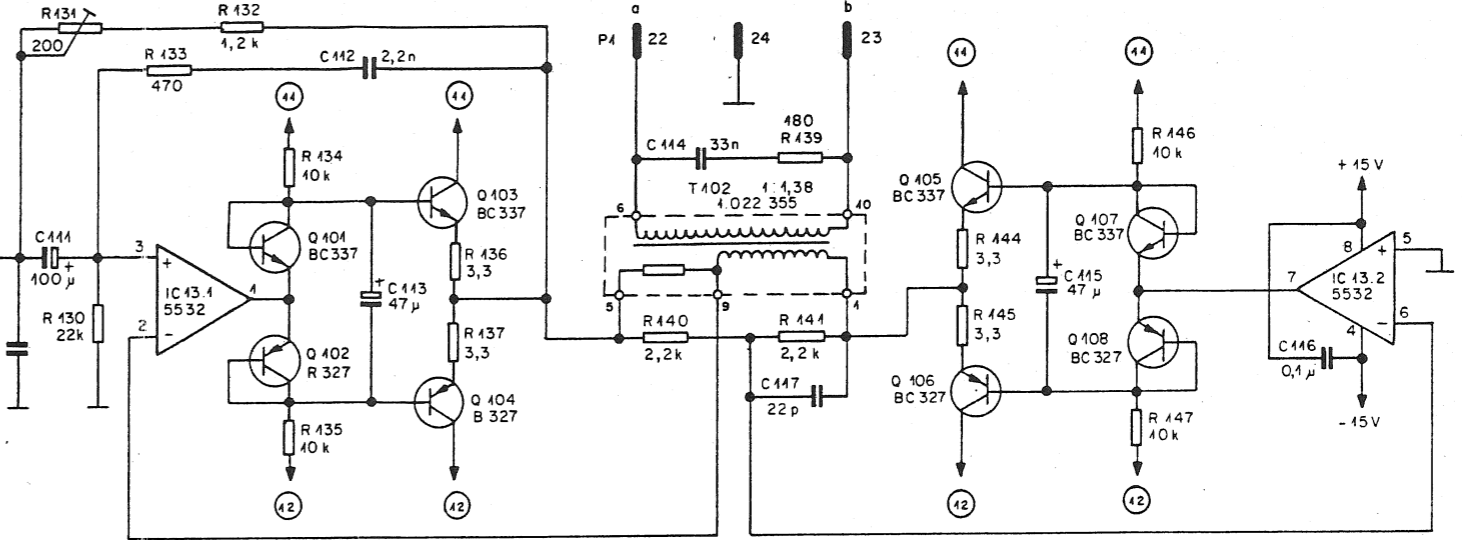 R 131
200
R 132
1,2 k
R 133
470
C 112
2,2n
11
11
R 134
10 k
Q 101
BC 337
Q 103
BC 337
R 136
3,3
C 111
+
100 μ
R 130
22k
3
+
2
-
IC 13.1
5532
1
+
C 113
47 μ
R 137
3,3
Q 102
R 327
Q 104
B 327
R 135
10 k
12
12
a
b
P1
22
24
23
C 114
33n
180
R 139
T 102
1:1,38
1.022 355
6
10
5
9
1
R 140
2,2 k
R 141
2,2 k
C 117
22 p
11
11
Q 105
BC 337
R 144
3,3
R 145
3,3
Q 106
BC 327
+
C 115
47 μ
R 146
10 k
Q 107
BC 337
Q 108
BC 327
R 147
10k
12
12
+ 15 V
8
+
5
IC 13.2
5532
7
4
-
6
C 116
0,1 μ
- 15 V